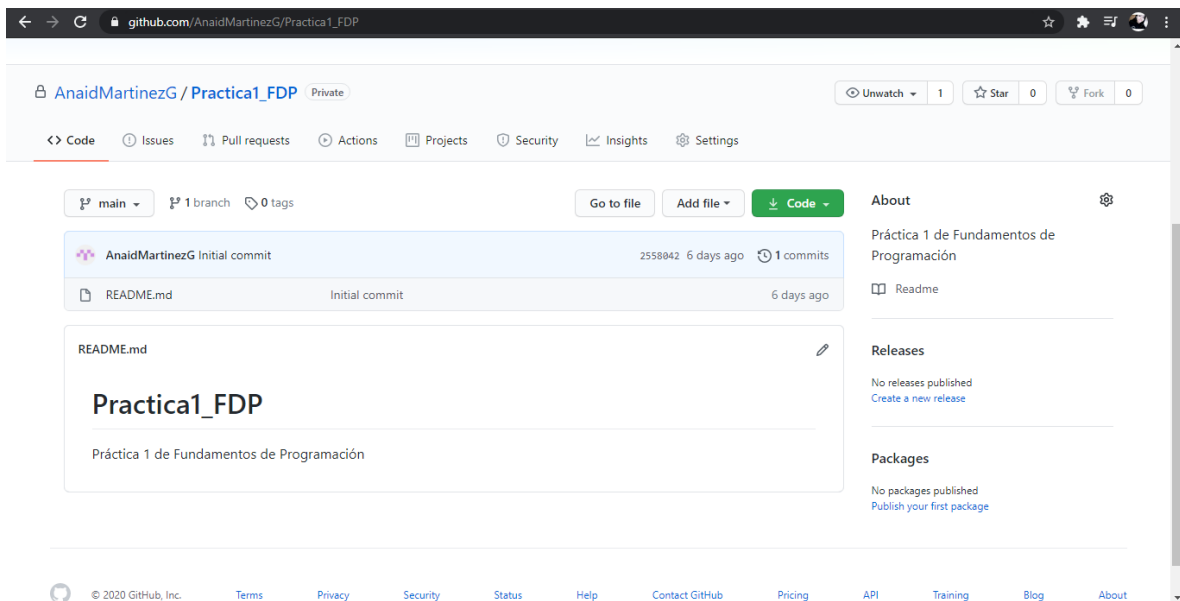 github.com/AnaidMartinezG/Practica1_FDP
AnaidMartinezG / Practica1_FDP Private
Unwatch 1 Star 0 Fork 0
Code Issues Pull requests Actions Projects Security Insights Settings
main 1 branch 0 tags Go to file Add file Code
AnaidMartinezG Initial commit 2558042 6 days ago 1 commits
README.md Initial commit 6 days ago
README.md
Practica1_FDP
Práctica 1 de Fundamentos de Programación
About
Práctica 1 de Fundamentos de
Programación
Readme
Releases
No releases published
Create a new release
Packages
No packages published
Publish your first package
© 2020 GitHub, Inc. Terms Privacy Security Status Help Contact GitHub Pricing API Training Blog About